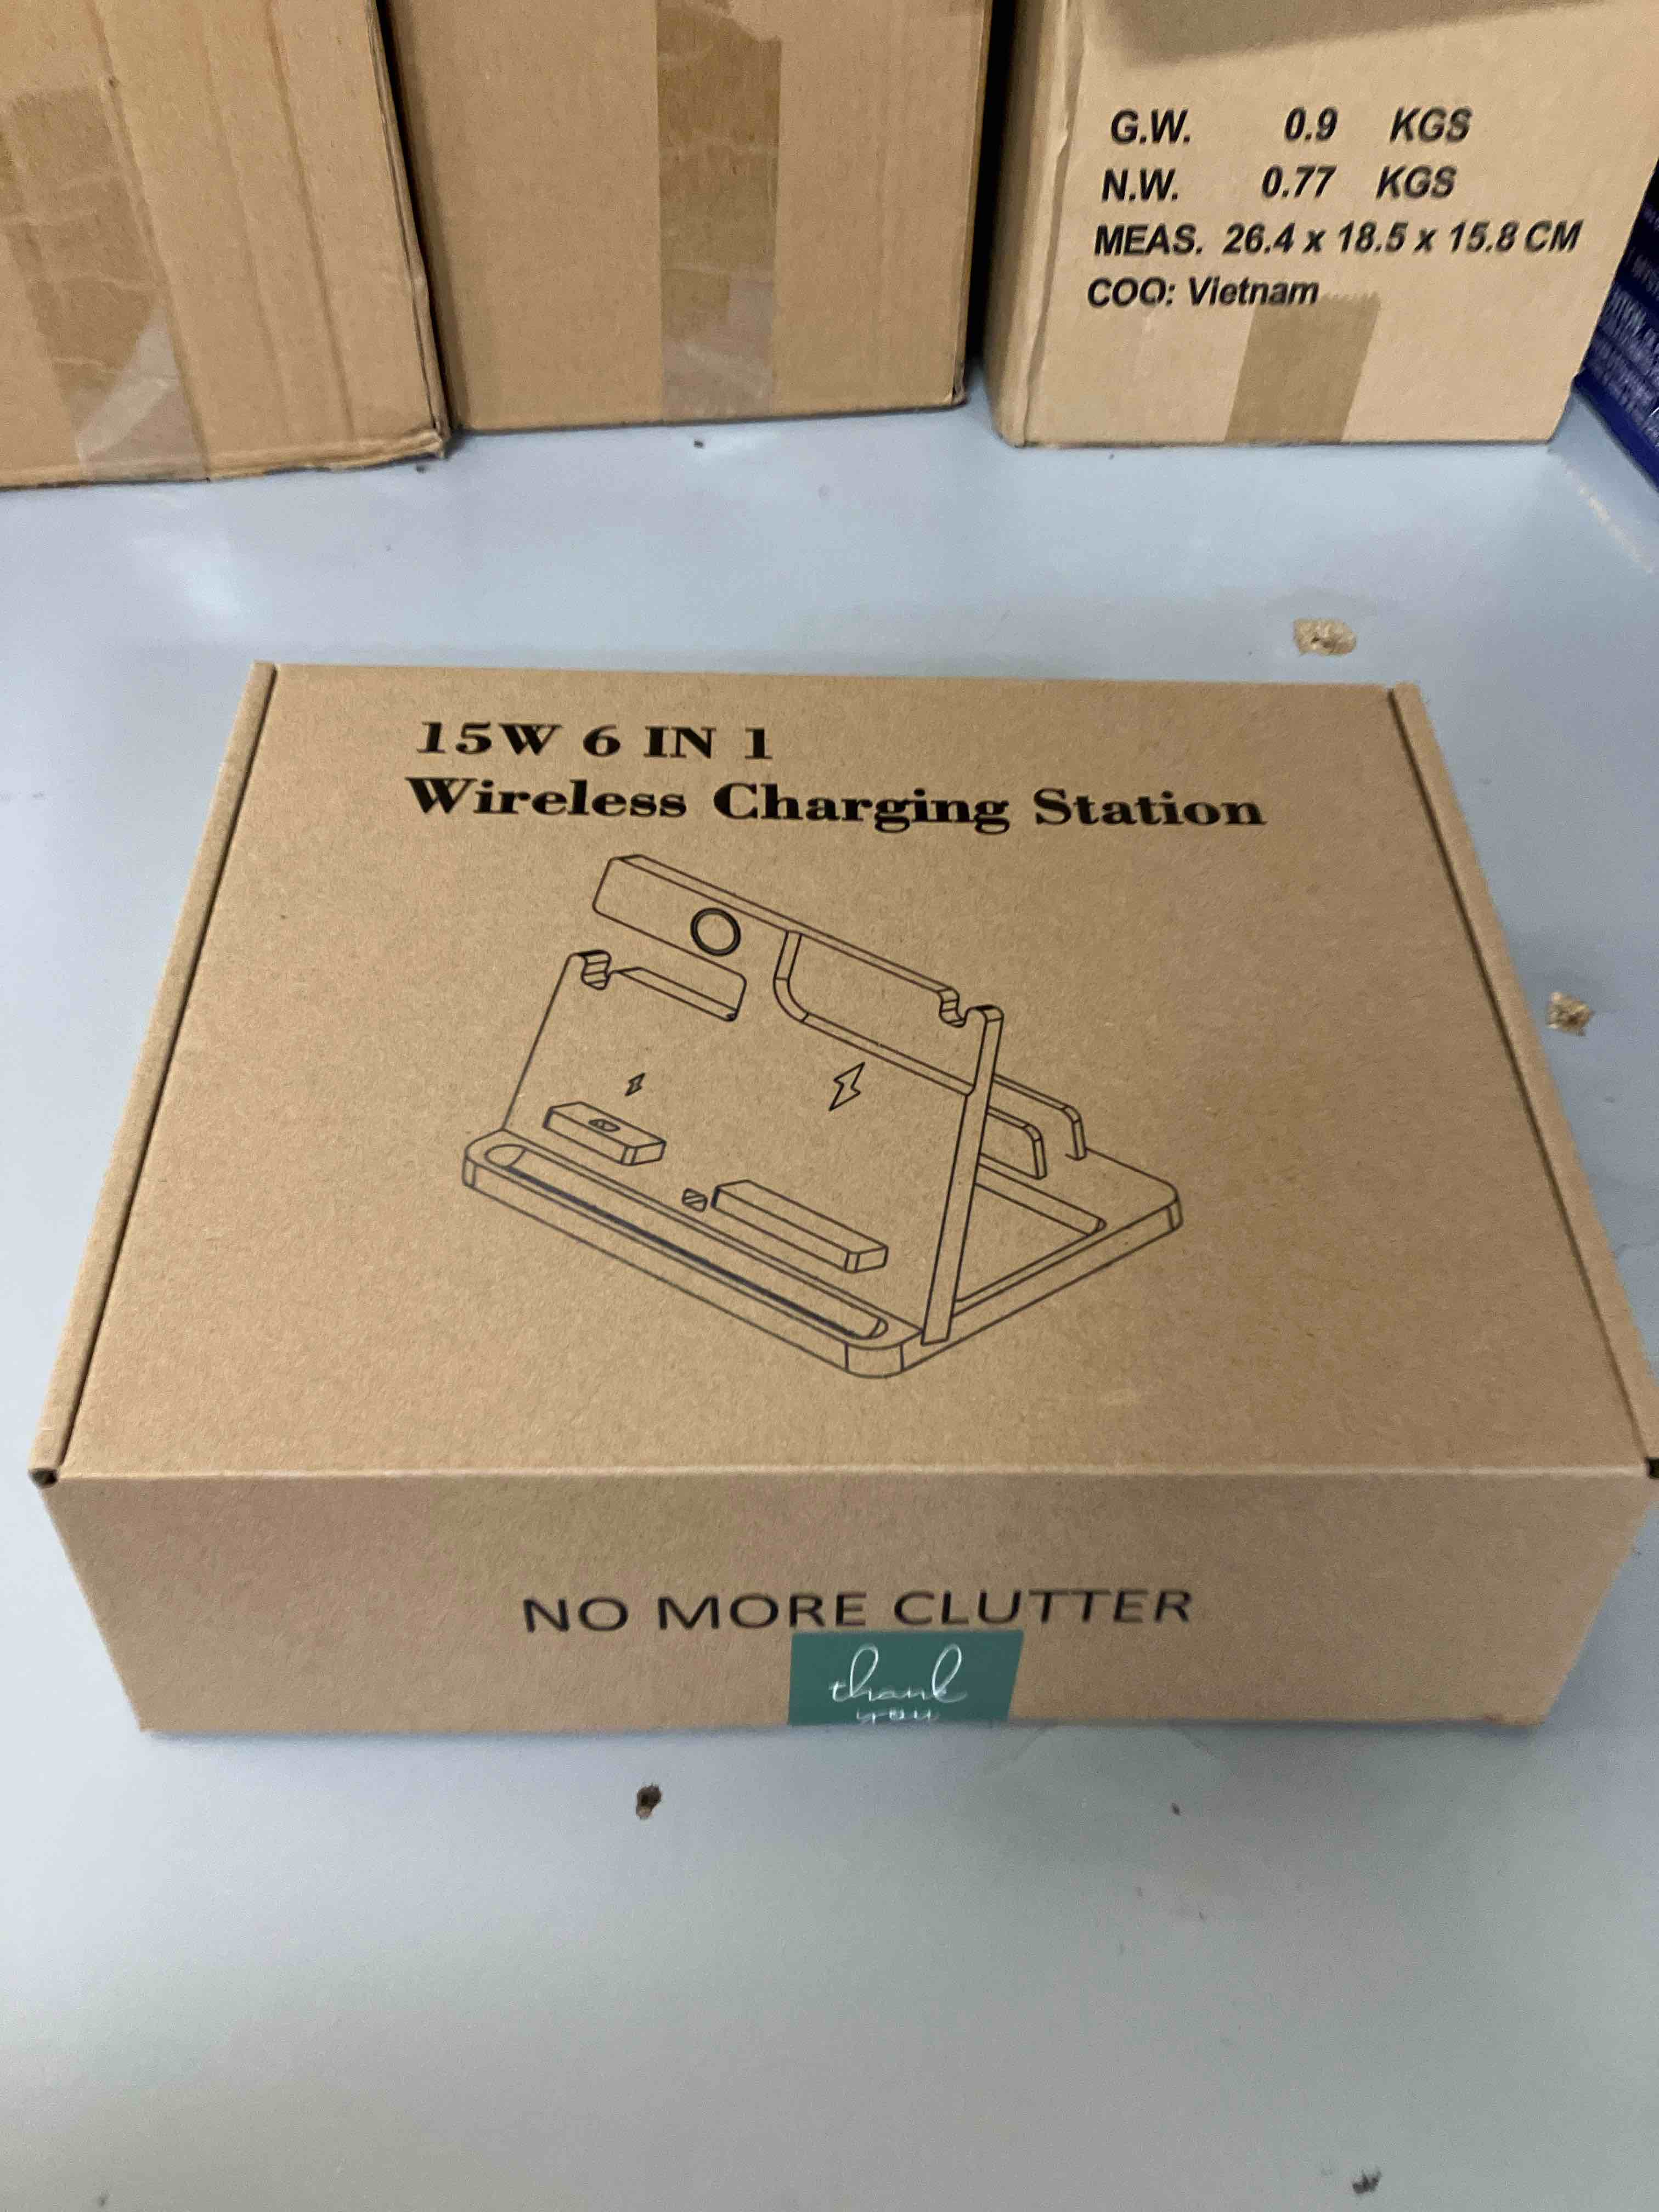 G.W. 0.9 KGS
N.W. 0.77 KGS
MEAS. 26.4 x 18.5 x 15.8 CM
COO: Vietnam
15W 6 IN 1
Wireless Charging Station
NO MORE CLUTTER
thank
you